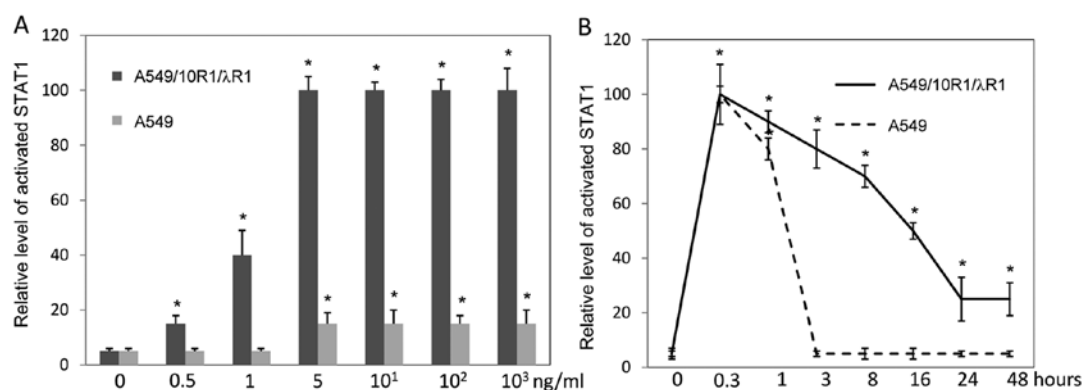 A
Relative level of activated STAT1
120
100
80
60
40
20
0
A549/10R1/λR1
A549
* * * * * * * * * *
0 0.5 1 5 10¹ 10² 10³ ng/ml
B
Relative level of activated STAT1
120
100
80
60
40
20
0
A549/10R1/λR1
A549
* * * * * * * *
0 0.3 1 3 8 16 24 48 hours